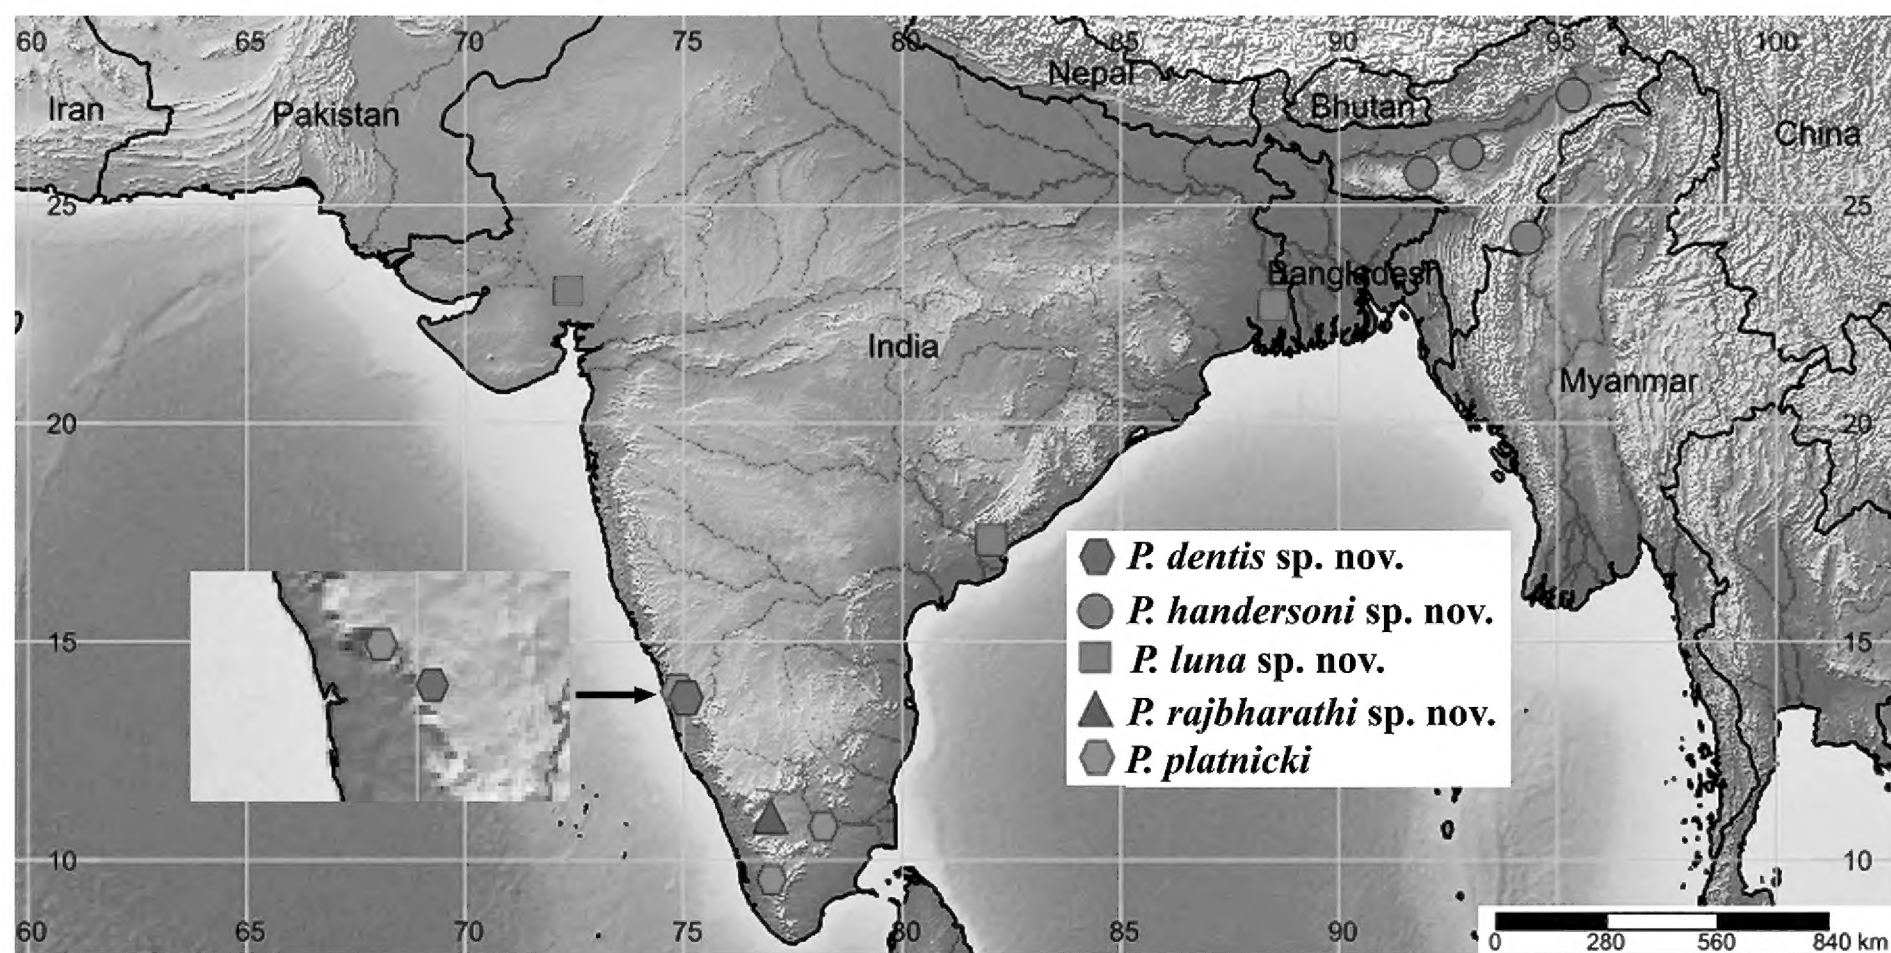 60 65 70 75 80 85 90 95 100
Nepal
Iran
Pakistan
Bhutan
China
25 25
Bangladesh
India
Myanmar
20 20
P. dentis sp. nov.
P. handersoni sp. nov.
15 15
P. luna sp. nov.
P. rajbharathi sp. nov.
P. platnicki
10 10
60 65 70 75 80 85 90
0 280 560 840 km